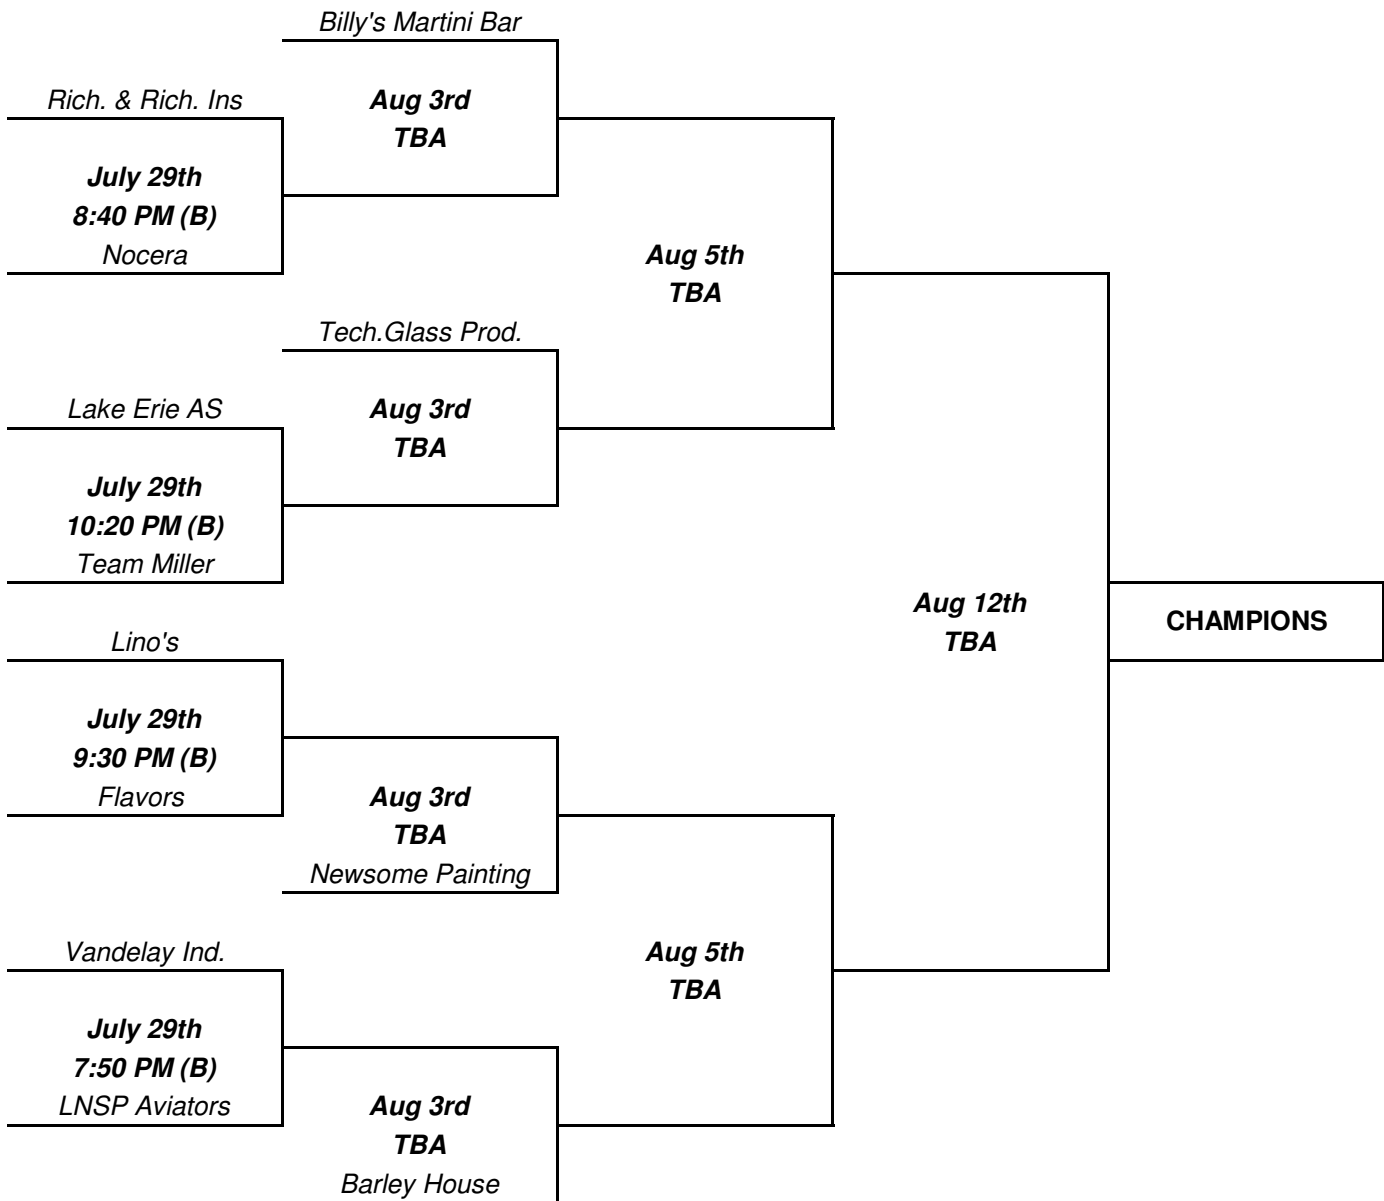 Billy's Martini Bar
Rich. & Rich. Ins
Aug 3rd
TBA
July 29th
8:40 PM (B)
Nocera
Aug 5th
TBA
Tech.Glass Prod.
Lake Erie AS
Aug 3rd
TBA
July 29th
10:20 PM (B)
Team Miller
Aug 12th
TBA
CHAMPIONS
Lino's
July 29th
9:30 PM (B)
Flavors
Aug 3rd
TBA
Newsome Painting
Vandelay Ind.
Aug 5th
TBA
July 29th
7:50 PM (B)
LNSP Aviators
Aug 3rd
TBA
Barley House